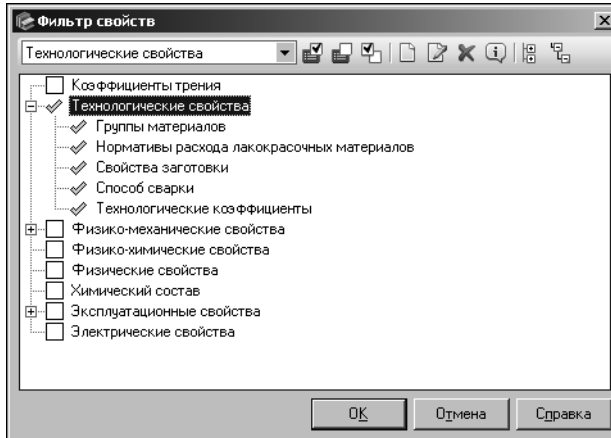 Фильтр свойств
Технологические свойства
Коэффициенты трения
Технологические свойства
Группы материалов
Нормативы расхода лакокрасочных материалов
Свойства заготовки
Способ сварки
Технологические коэффициенты
Физико-механические свойства
Физико-химические свойства
Физические свойства
Химический состав
Эксплуатационные свойства
Электрические свойства
OK Отмена Справка